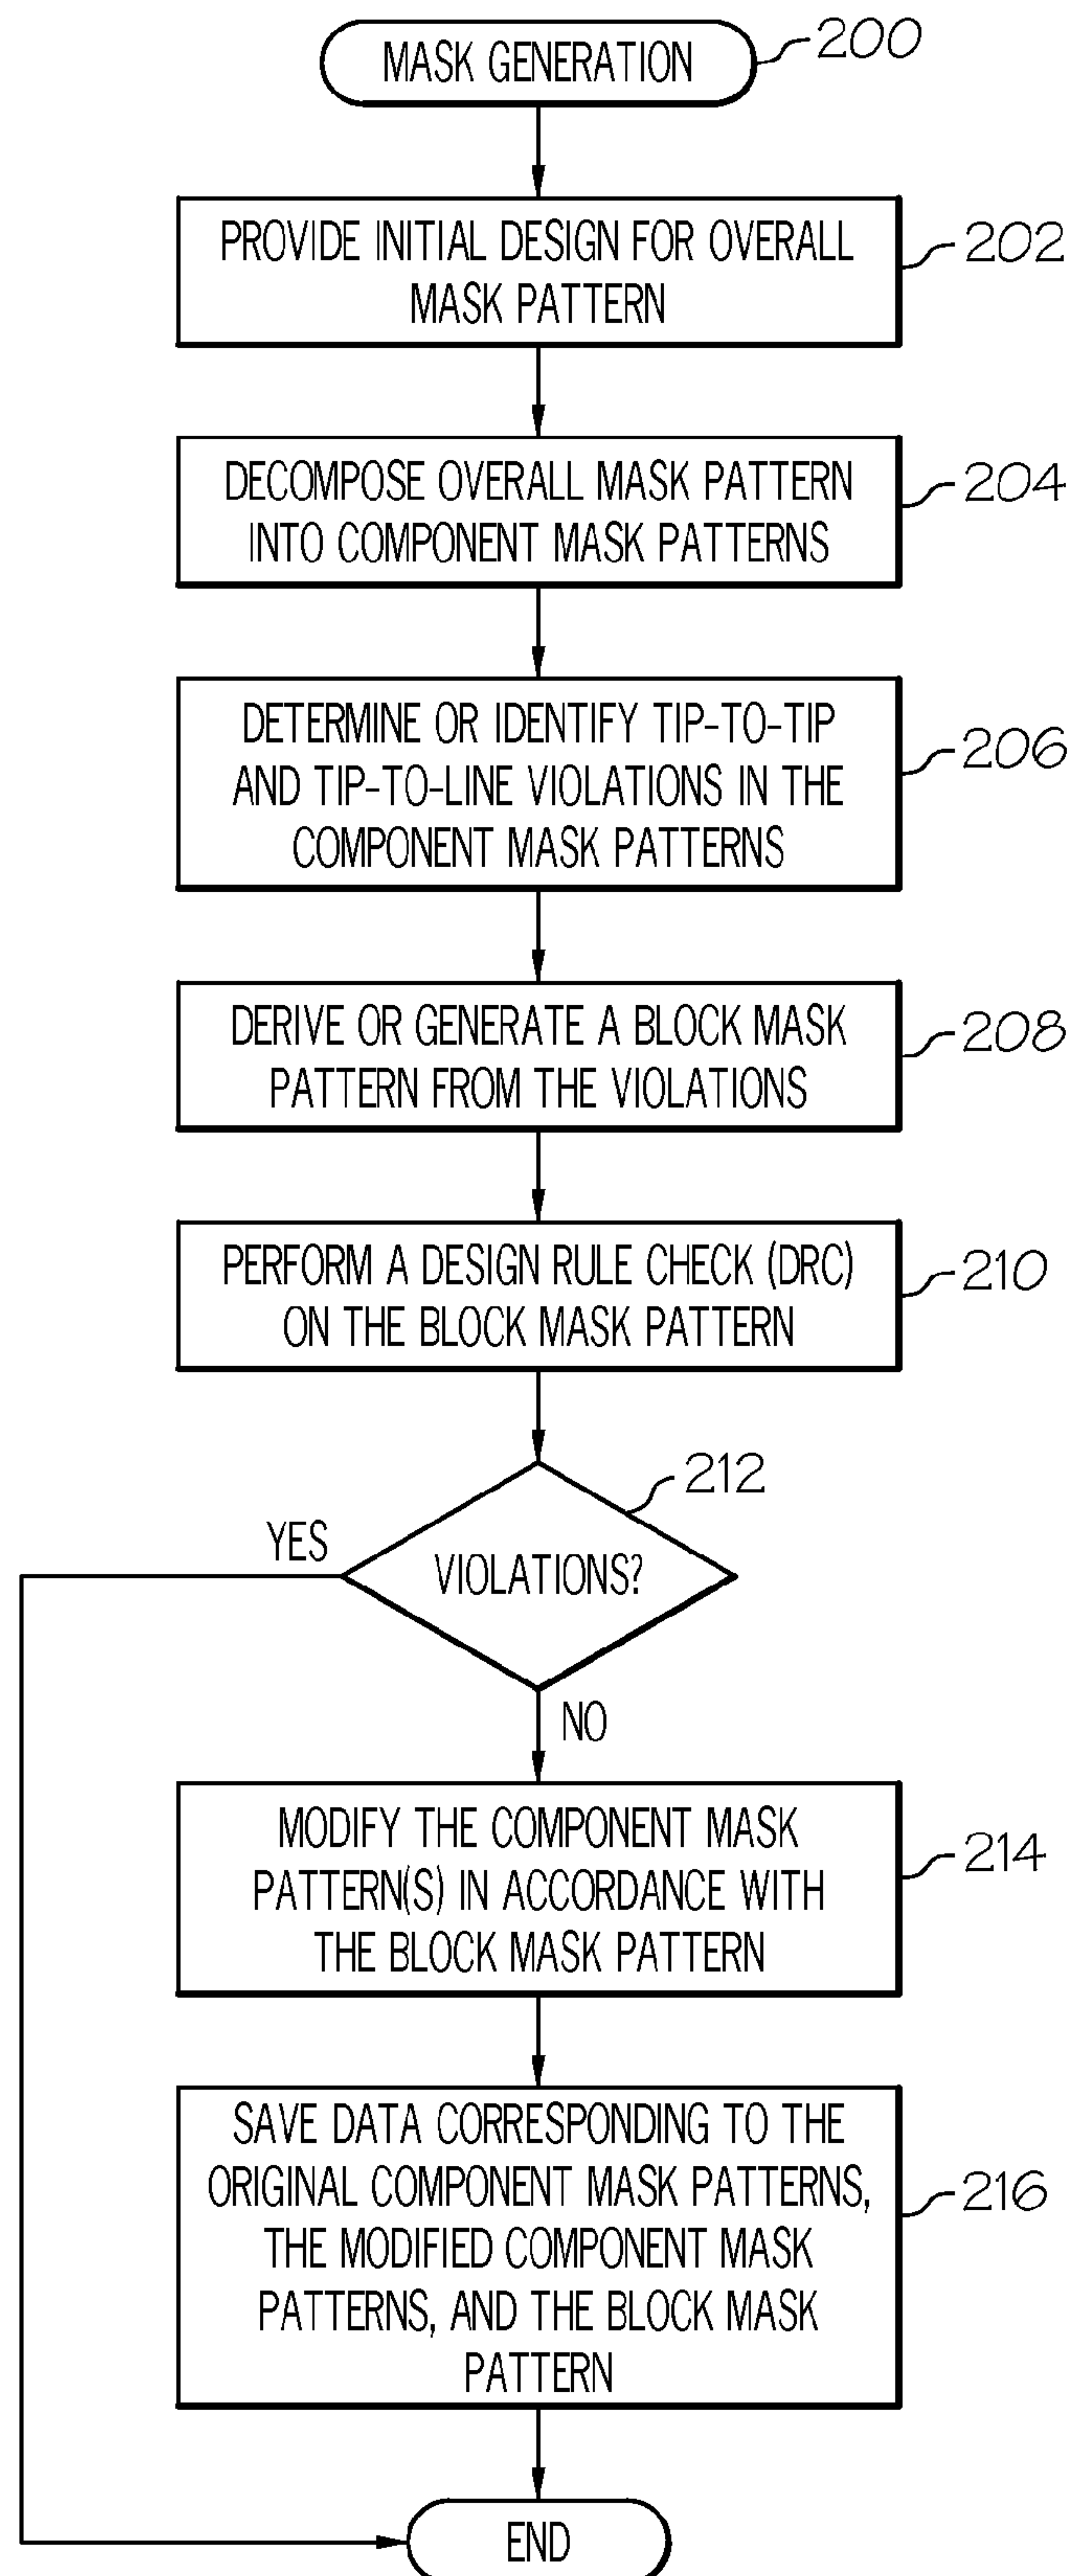 MASK GENERATION
200
PROVIDE INITIAL DESIGN FOR OVERALL
MASK PATTERN
202
DECOMPOSE OVERALL MASK PATTERN
INTO COMPONENT MASK PATTERNS
204
DETERMINE OR IDENTIFY TIP-TO-TIP
AND TIP-TO-LINE VIOLATIONS IN THE
COMPONENT MASK PATTERNS
206
DERIVE OR GENERATE A BLOCK MASK
PATTERN FROM THE VIOLATIONS
208
PERFORM A DESIGN RULE CHECK (DRC)
ON THE BLOCK MASK PATTERN
210
212
YES
VIOLATIONS?
NO
MODIFY THE COMPONENT MASK
PATTERN(S) IN ACCORDANCE WITH
THE BLOCK MASK PATTERN
214
SAVE DATA CORRESPONDING TO THE
ORIGINAL COMPONENT MASK PATTERNS,
THE MODIFIED COMPONENT MASK
PATTERNS, AND THE BLOCK MASK
PATTERN
216
END